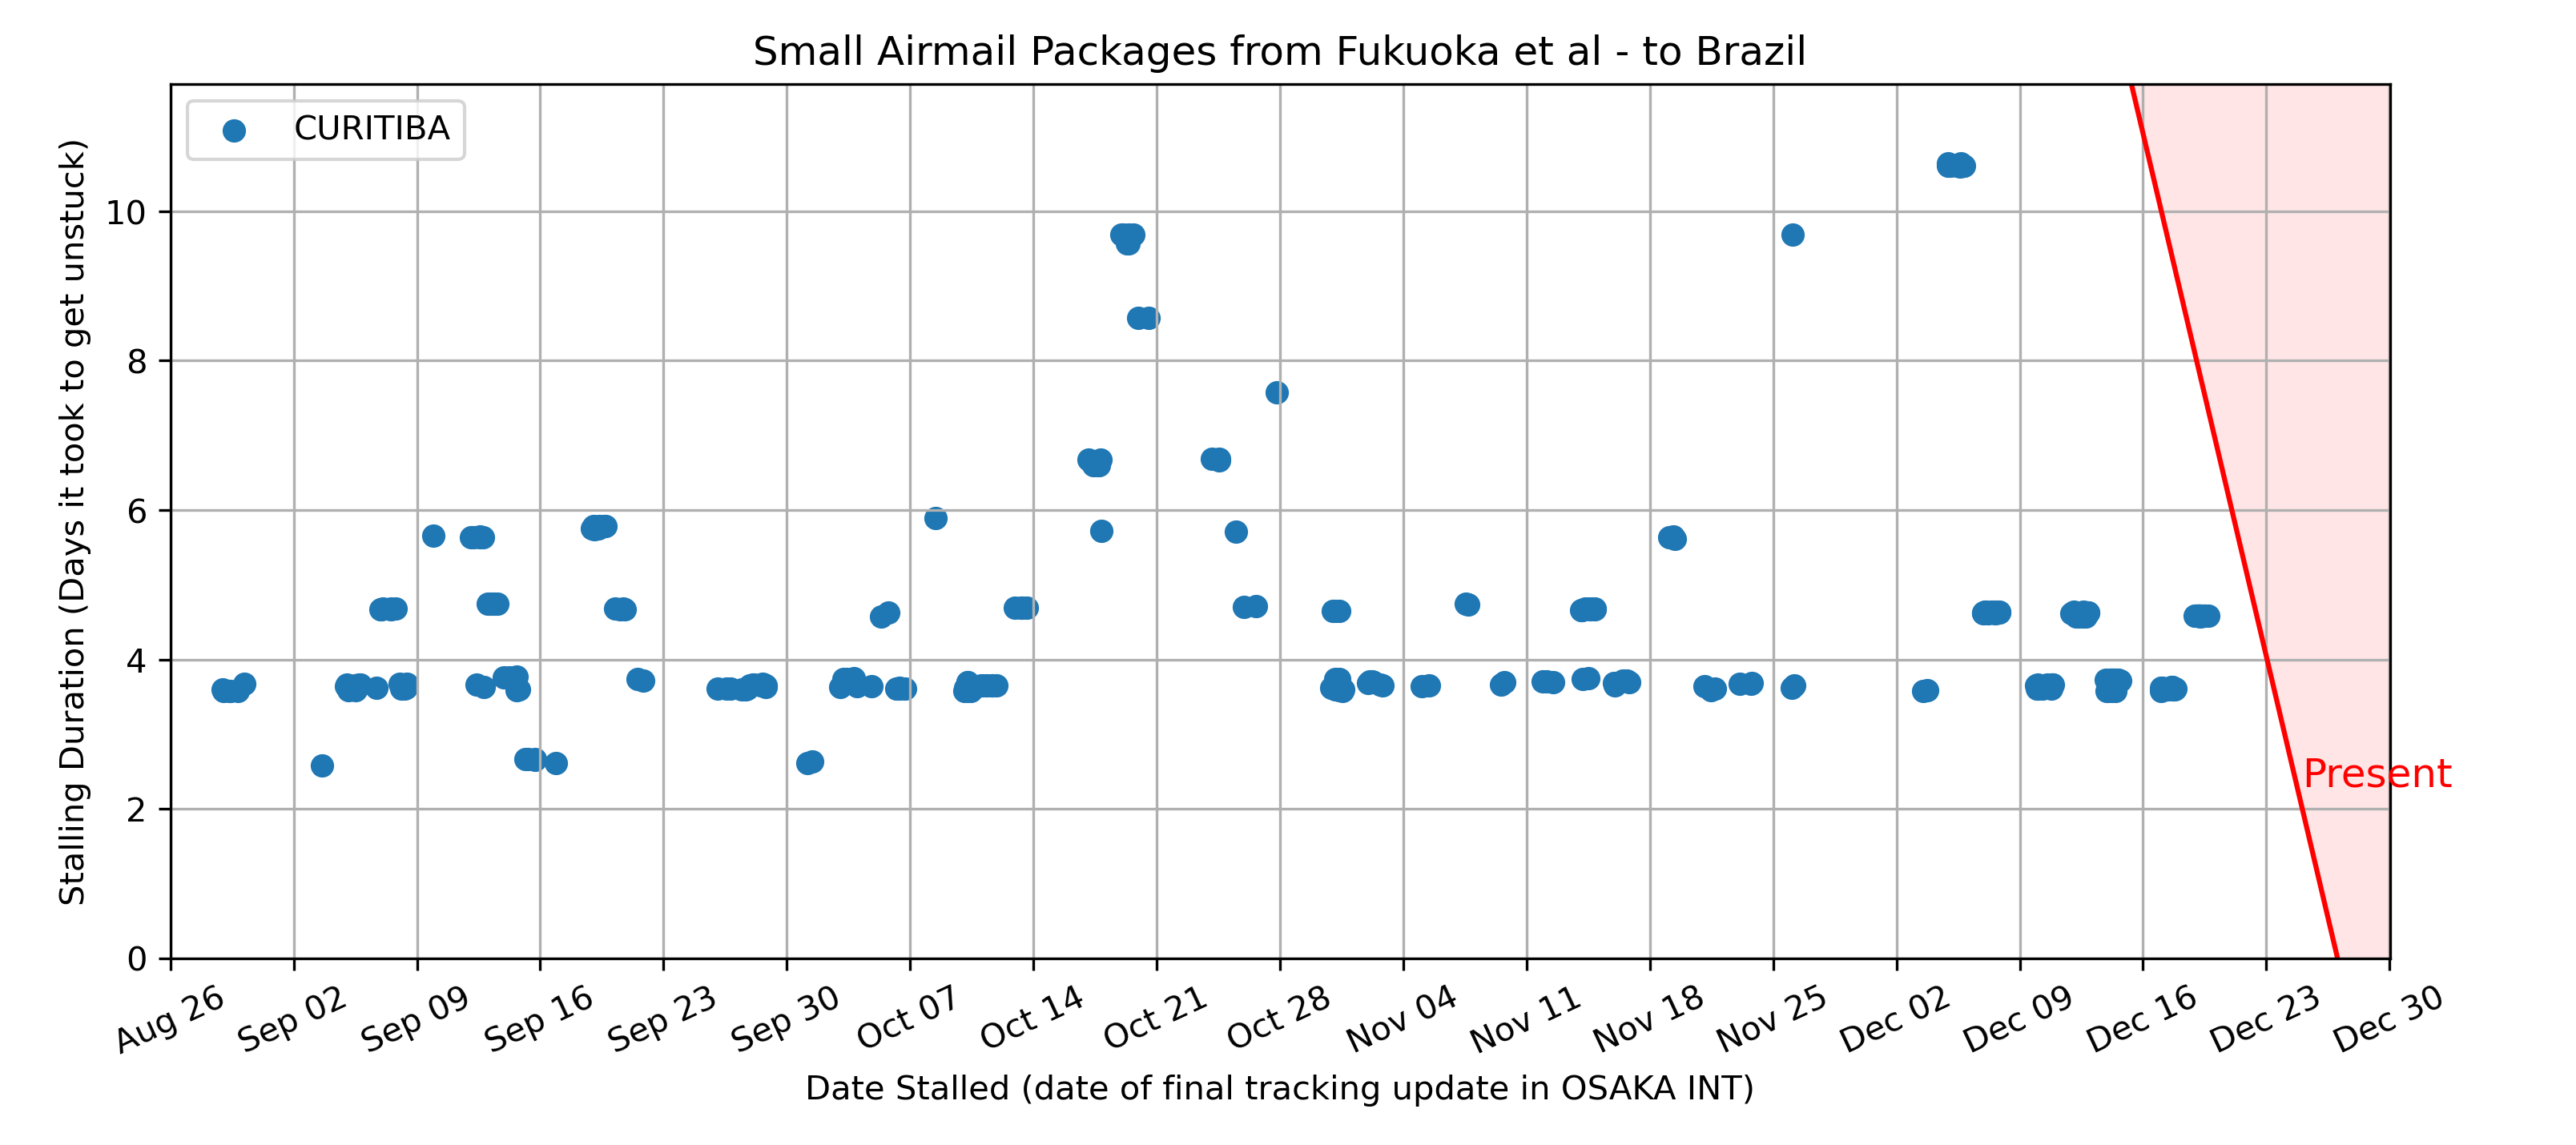 Small Airmail Packages from Fukuoka et al - to Brazil
CURITIBA
Stalling Duration (Days it took to get unstuck)
10
8
6
4
2
0
Present
Aug 26
Sep 02
Sep 09
Sep 16
Sep 23
Sep 30
Oct 07
Oct 14
Oct 21
Oct 28
Nov 04
Nov 11
Nov 18
Nov 25
Dec 02
Dec 09
Dec 16
Dec 23
Dec 30
Date Stalled (date of final tracking update in OSAKA INT)